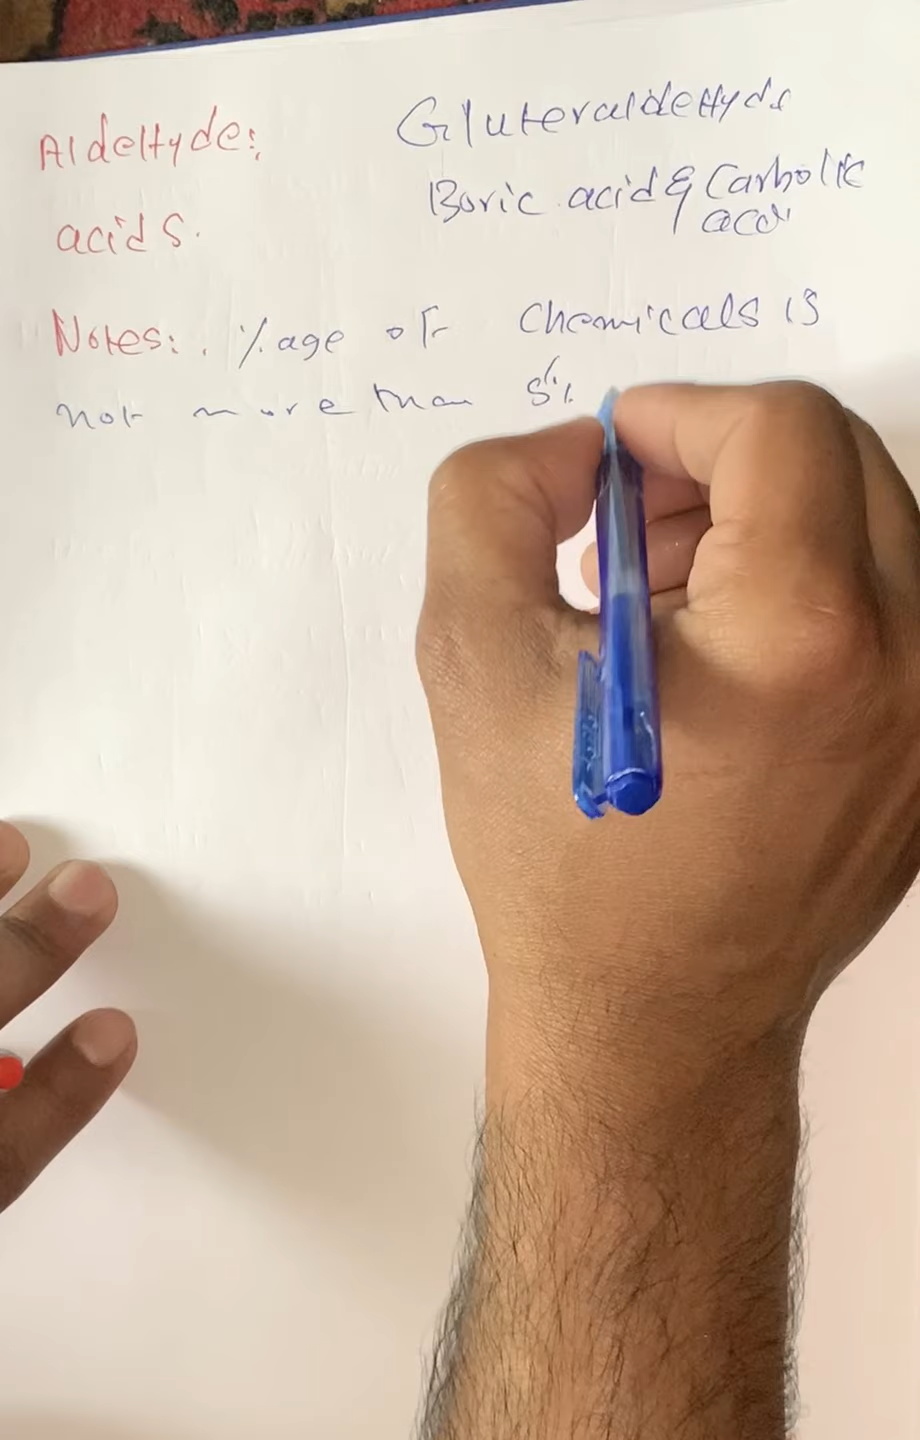 Aldehyde: Gluteraldehyde
acids. Boric acid & Carbolic
acid
Notes: %age of Chemicals is
not more than 5%